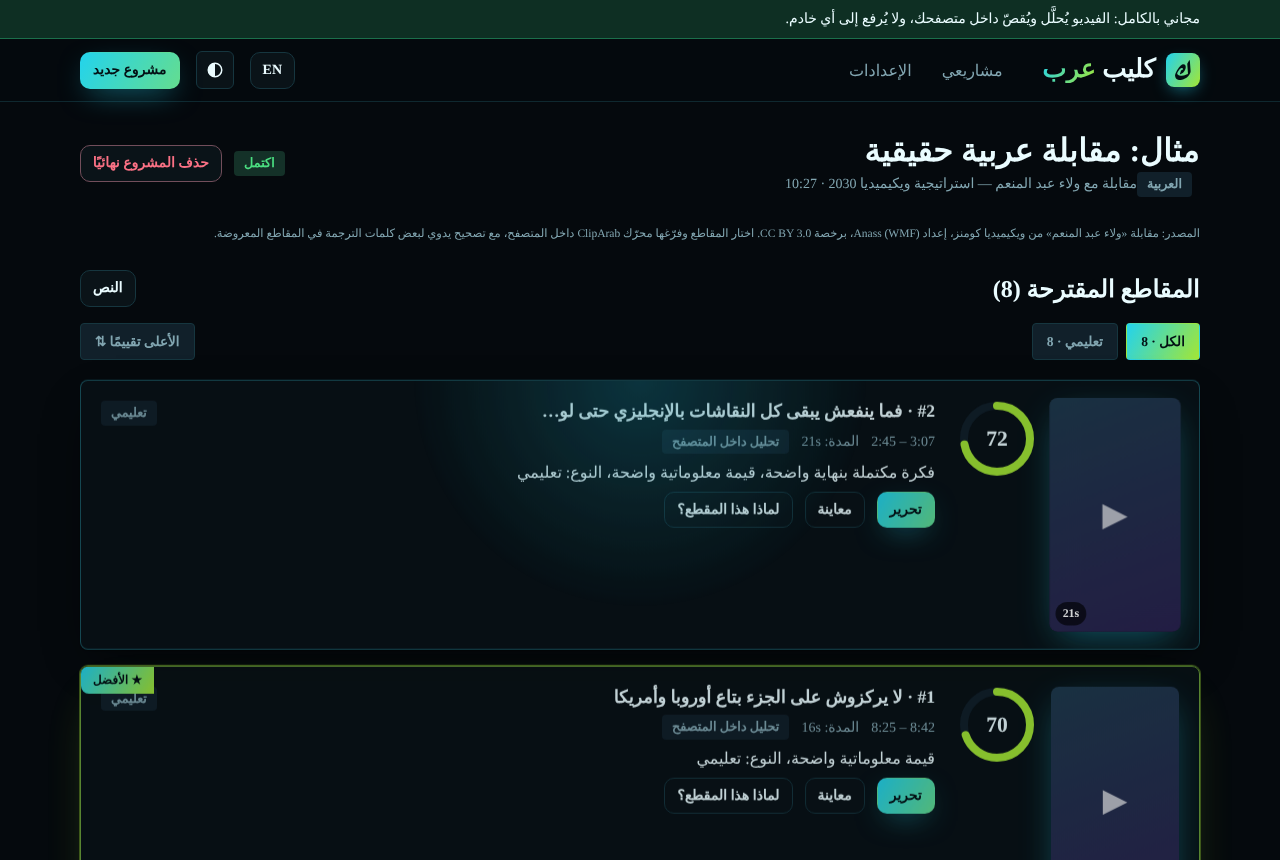 مجاني بالكامل: الفيديو يُحلَّل ويُقصّ داخل متصفحك، ولا يُرفع إلى أي خادم.
ك كليب عرب
مشاريعي
الإعدادات
EN
مشروع جديد
مثال: مقابلة عربية حقيقية
اكتمل
حذف المشروع نهائيًا
العربية مقابلة مع ولاء عبد المنعم — استراتيجية ويكيميديا 2030 · 10:27
المصدر: مقابلة «ولاء عبد المنعم» من ويكيميديا كومنز، إعداد Anass (WMF)، برخصة CC BY 3.0. اختار المقاطع وفرّغها محرّك ClipArab داخل المتصفح، مع تصحيح يدوي لبعض كلمات الترجمة في المقاطع المعروضة.
المقاطع المقترحة (8)
النص
الكل · 8
تعليمي · 8
الأعلى تقييمًا ⇅
21s
72
#2 · فما ينفعش يبقى كل النقاشات بالإنجليزي حتى لو…
تعليمي
2:45 – 3:07
المدة: 21s
تحليل داخل المتصفح
فكرة مكتملة بنهاية واضحة، قيمة معلوماتية واضحة، النوع: تعليمي
تحرير
معاينة
لماذا هذا المقطع؟
★ الأفضل
70
#1 · لا يركزوش على الجزء بتاع أوروبا وأمريكا
تعليمي
8:25 – 8:42
المدة: 16s
تحليل داخل المتصفح
قيمة معلوماتية واضحة، النوع: تعليمي
تحرير
معاينة
لماذا هذا المقطع؟